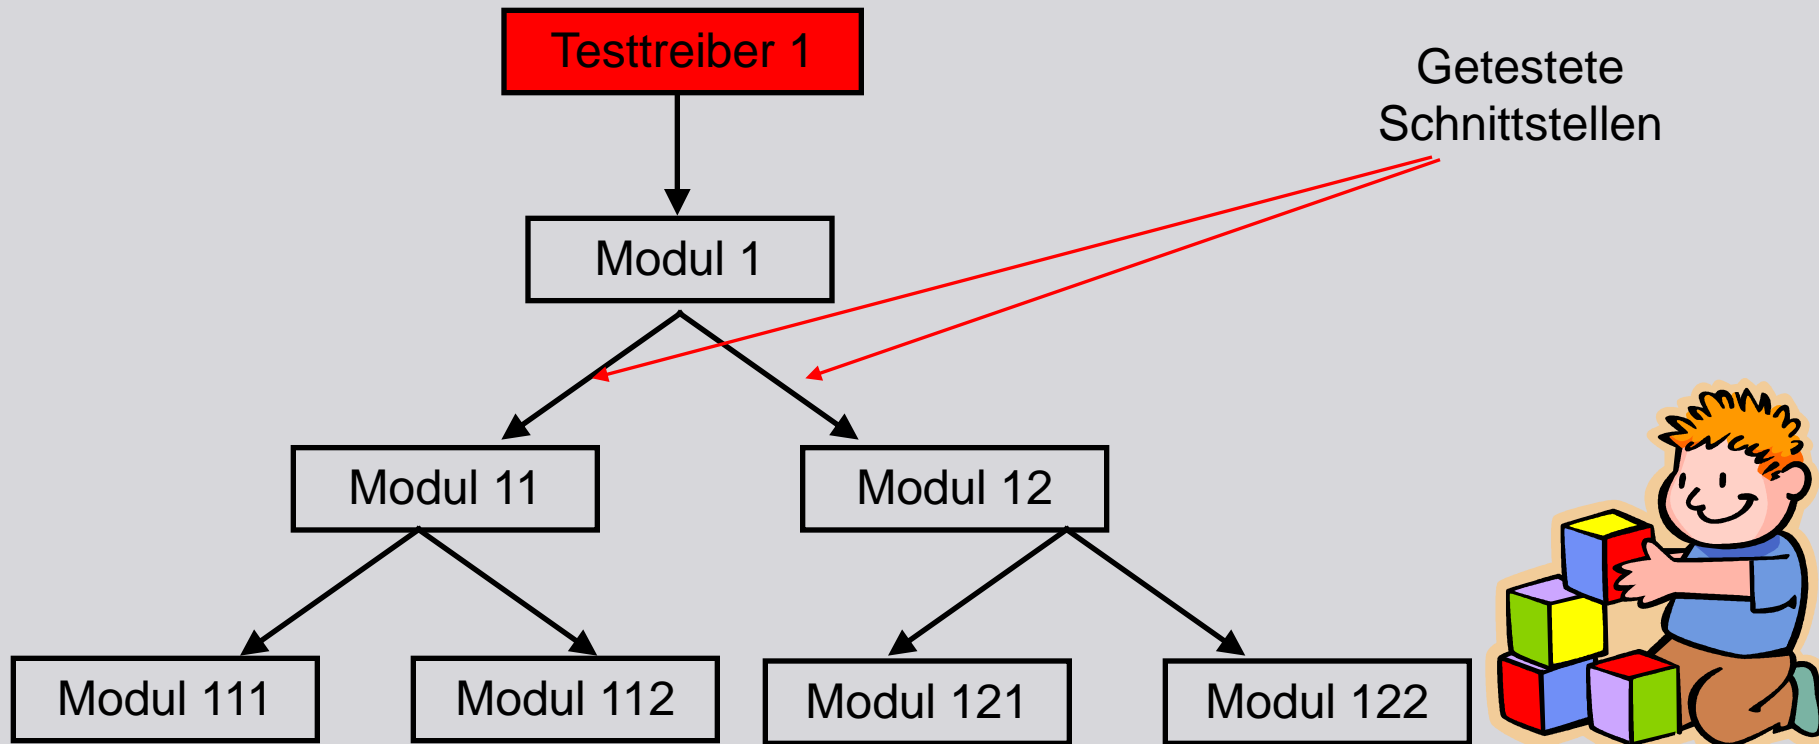 Testtreiber 1
Getestete
Schnittstellen
Modul 1
Modul 11
Modul 12
Modul 111
Modul 112
Modul 121
Modul 122